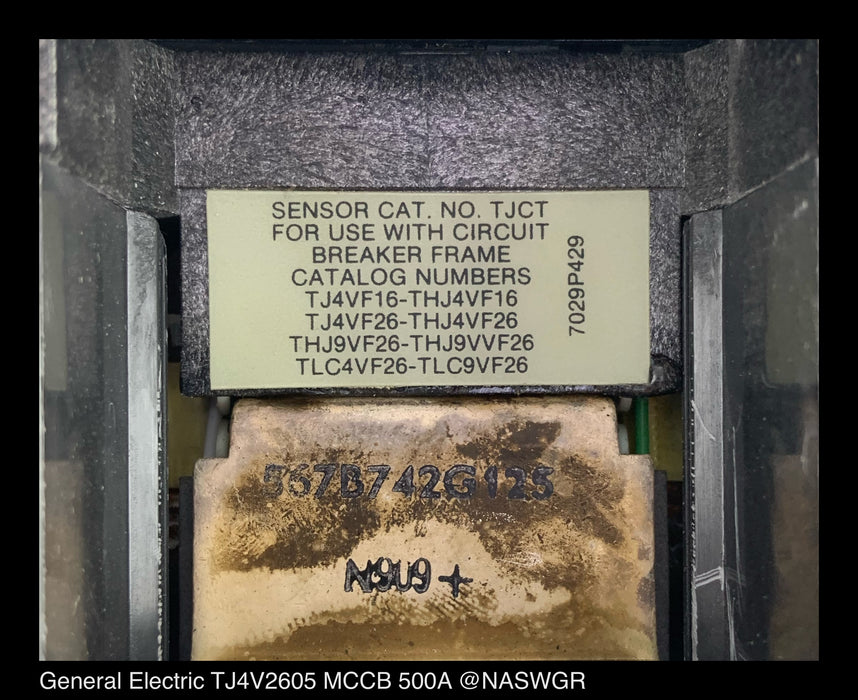 SENSOR CAT. NO. TJCT
FOR USE WITH CIRCUIT
BREAKER FRAME
CATALOG NUMBERS
TJ4VF16-THJ4VF16
TJ4VF26-THJ4VF26
THJ9VF26-THJ9VVF26
TLC4VF26-TLC9VF26
7029P429
567B742G125
N9U9+
General Electric TJ4V2605 MCCB 500A @NASWGR